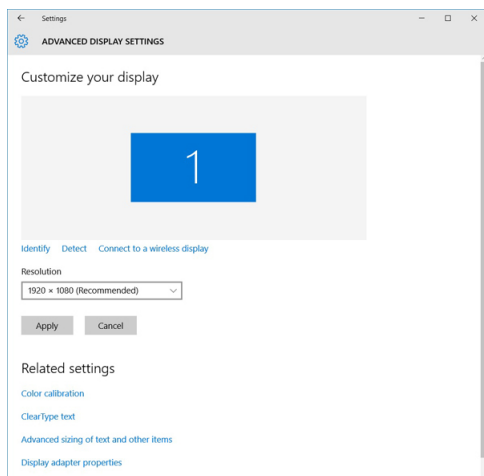 Settings
ADVANCED DISPLAY SETTINGS
Customize your display
1
Identify Detect Connect to a wireless display
Resolution
1920 × 1080 (Recommended)
Apply Cancel
Related settings
Color calibration
ClearType text
Advanced sizing of text and other items
Display adapter properties